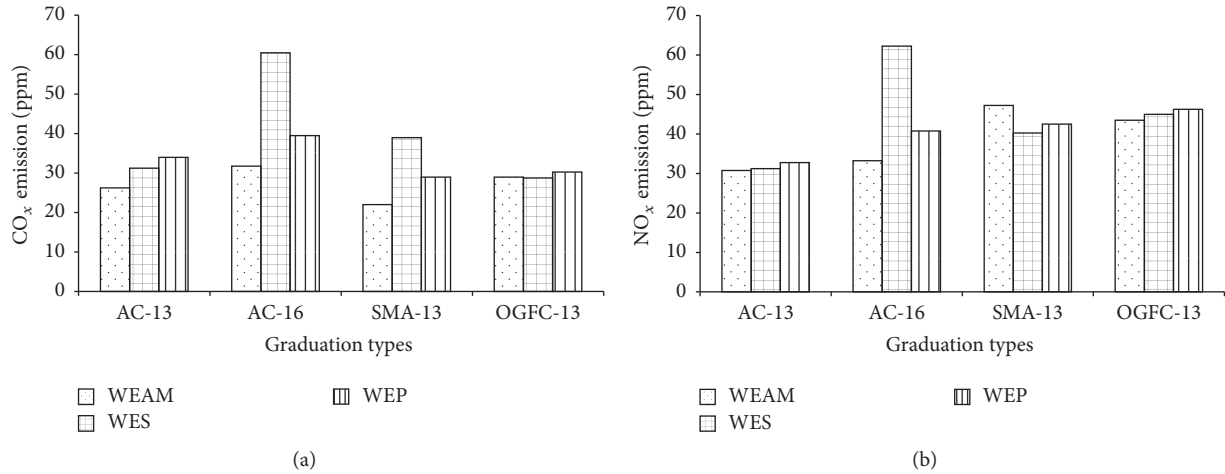 70
60
50
40
30
20
10
0
COx emission (ppm)
AC-13 AC-16 SMA-13 OGFC-13
Graduation types
WEAM WEP
WES
(a)
70
60
50
40
30
20
10
0
NOx emission (ppm)
AC-13 AC-16 SMA-13 OGFC-13
Graduation types
WEAM WEP
WES
(b)